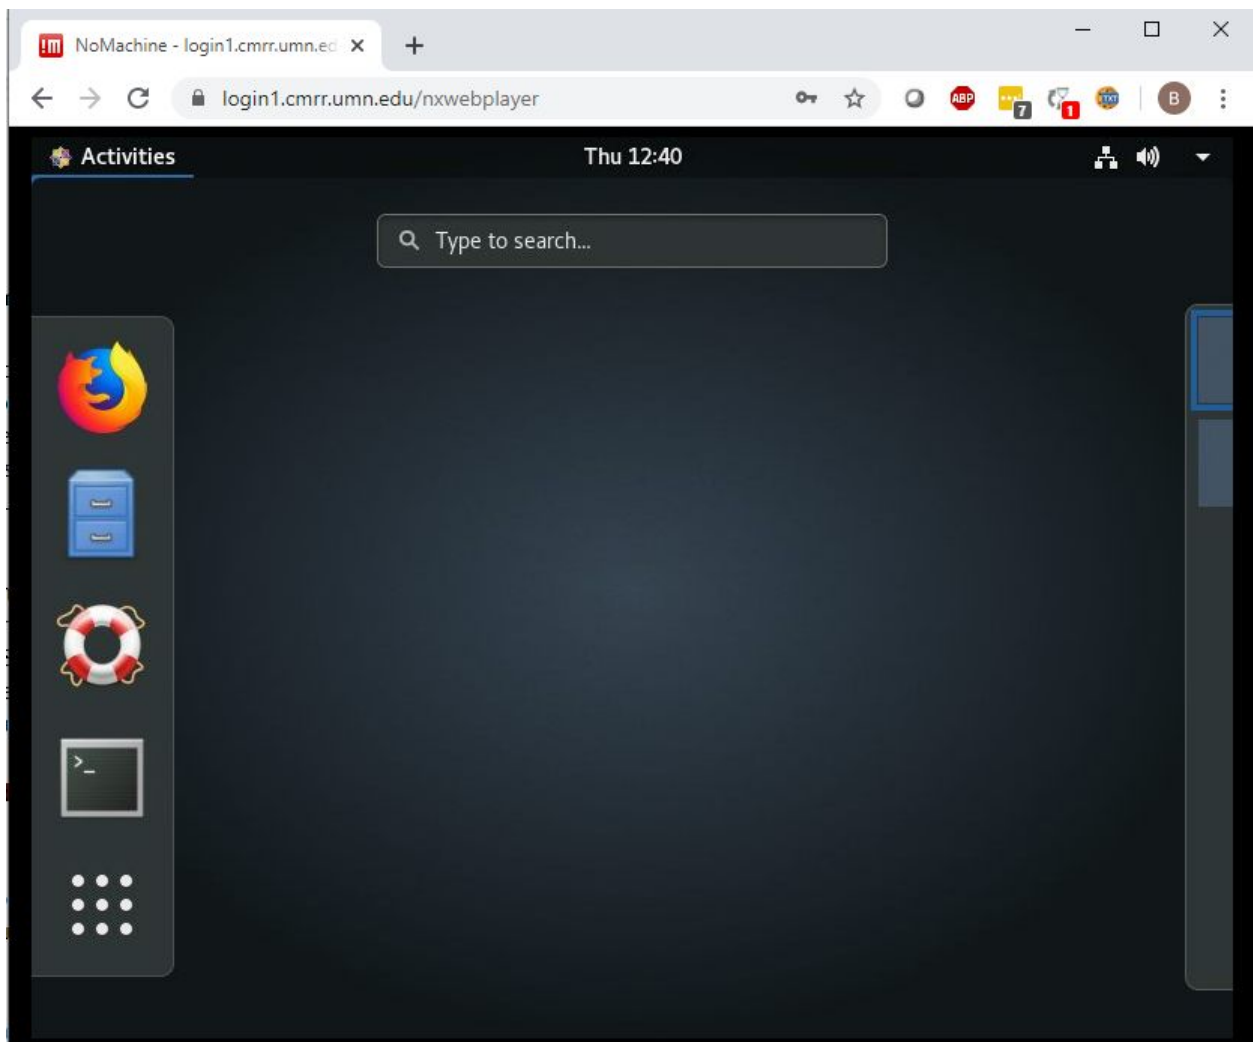 !m NoMachine - login1.cmrr.umn.ed
login1.cmrr.umn.edu/nxwebplayer
ABP
7
1
TXT
B
Activities
Thu 12:40
Type to search...
>_